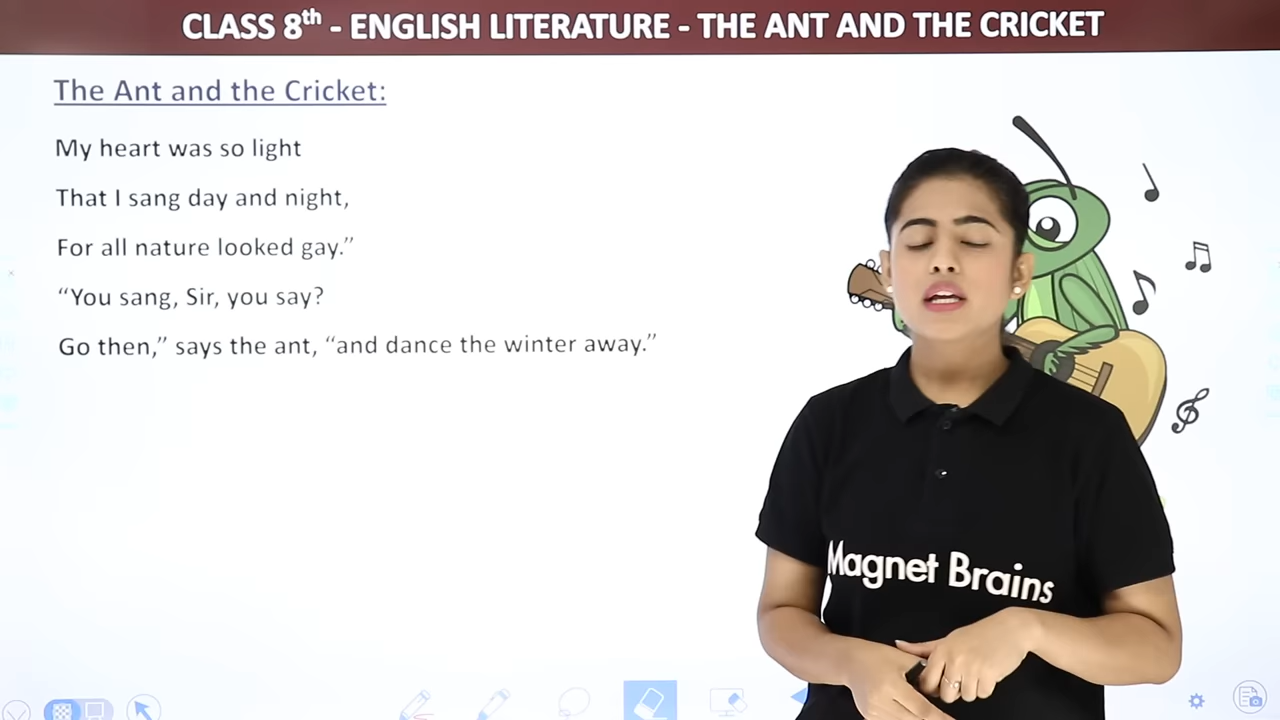 CLASS 8th - ENGLISH LITERATURE - THE ANT AND THE CRICKET
The Ant and the Cricket:
My heart was so light
That I sang day and night,
For all nature looked gay.”
“You sang, Sir, you say?
Go then,” says the ant, “and dance the winter away.”
Magnet Brains